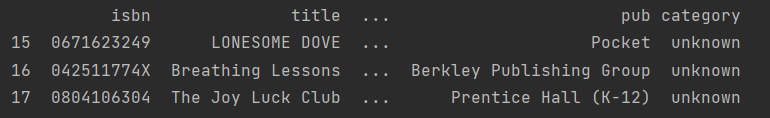 isbn title ... pub category
15 0671623249 LONESOME DOVE ... Pocket unknown
16 042511774X Breathing Lessons ... Berkley Publishing Group unknown
17 0804106304 The Joy Luck Club ... Prentice Hall (K-12) unknown